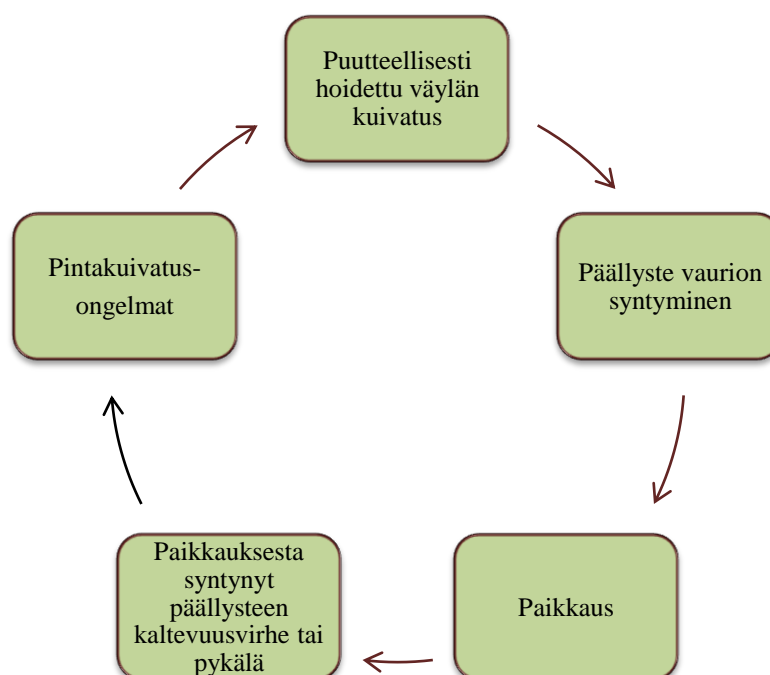 Puutteellisesti
hoidettu väylän
kuivatus
Päällyste vaurion
syntyminen
Paikkaus
Paikkauksesta
syntynyt
päällysteen
kaltevuusvirhe tai
pykälä
Pintakuivatus-
ongelmat